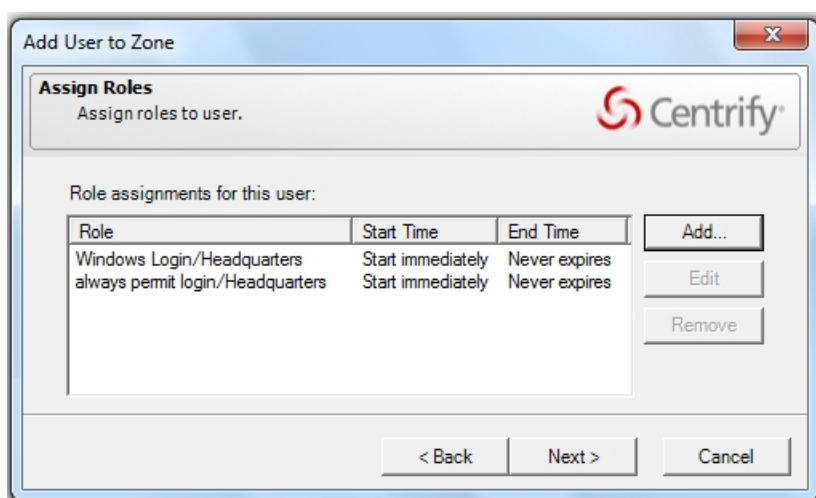 Add User to Zone
Assign Roles
Assign roles to user.
Centrify
Role assignments for this user:
Role Start Time End Time
Windows Login/Headquarters Start immediately Never expires
always permit login/Headquarters Start immediately Never expires
Add...
Edit
Remove
< Back Next > Cancel